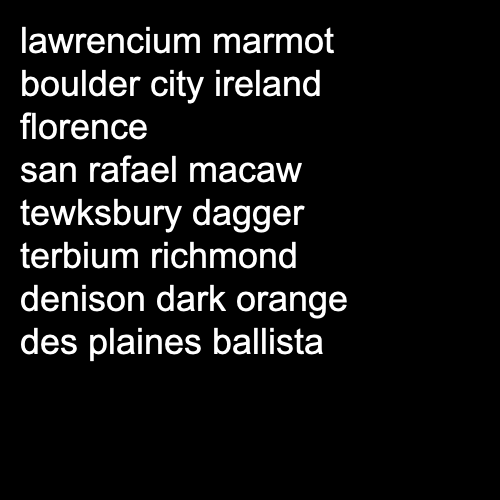 lawrencium marmot
boulder city ireland
florence
san rafael macaw
tewksbury dagger
terbium richmond
denison dark orange
des plaines ballista